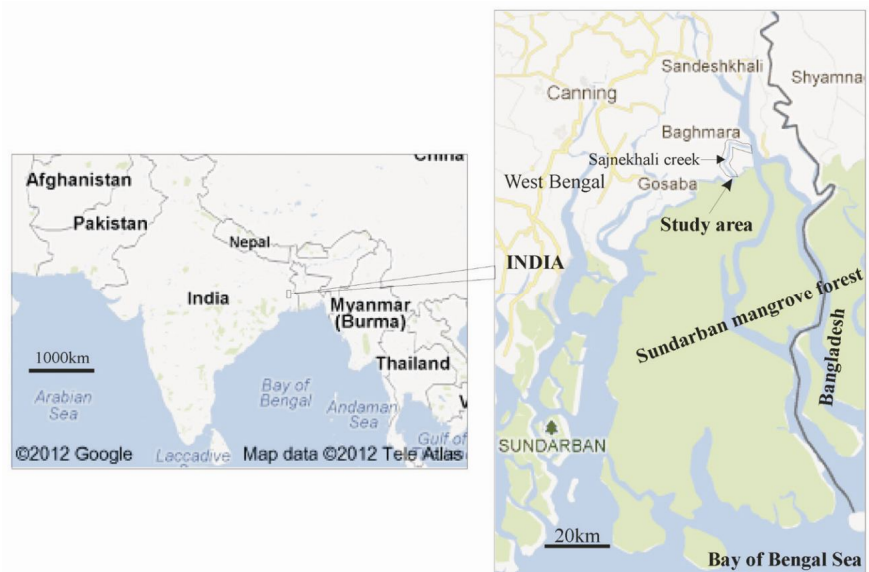 China
Afghanistan
Pakistan
Nepal
India
Myanmar
(Burma)
Thailand
1000km
Arabian
Sea
Bay of
Bengal
Andaman
Sea
Gulf of
Laccadive
©2012 Google
Map data ©2012 Tele Atlas
Sandeshkhali
Shyamna
Canning
Baghmara
Sajnekhali creek
West Bengal
Gosaba
Study area
INDIA
Sundarban mangrove forest
Bangladesh
SUNDARBAN
20km
Bay of Bengal Sea